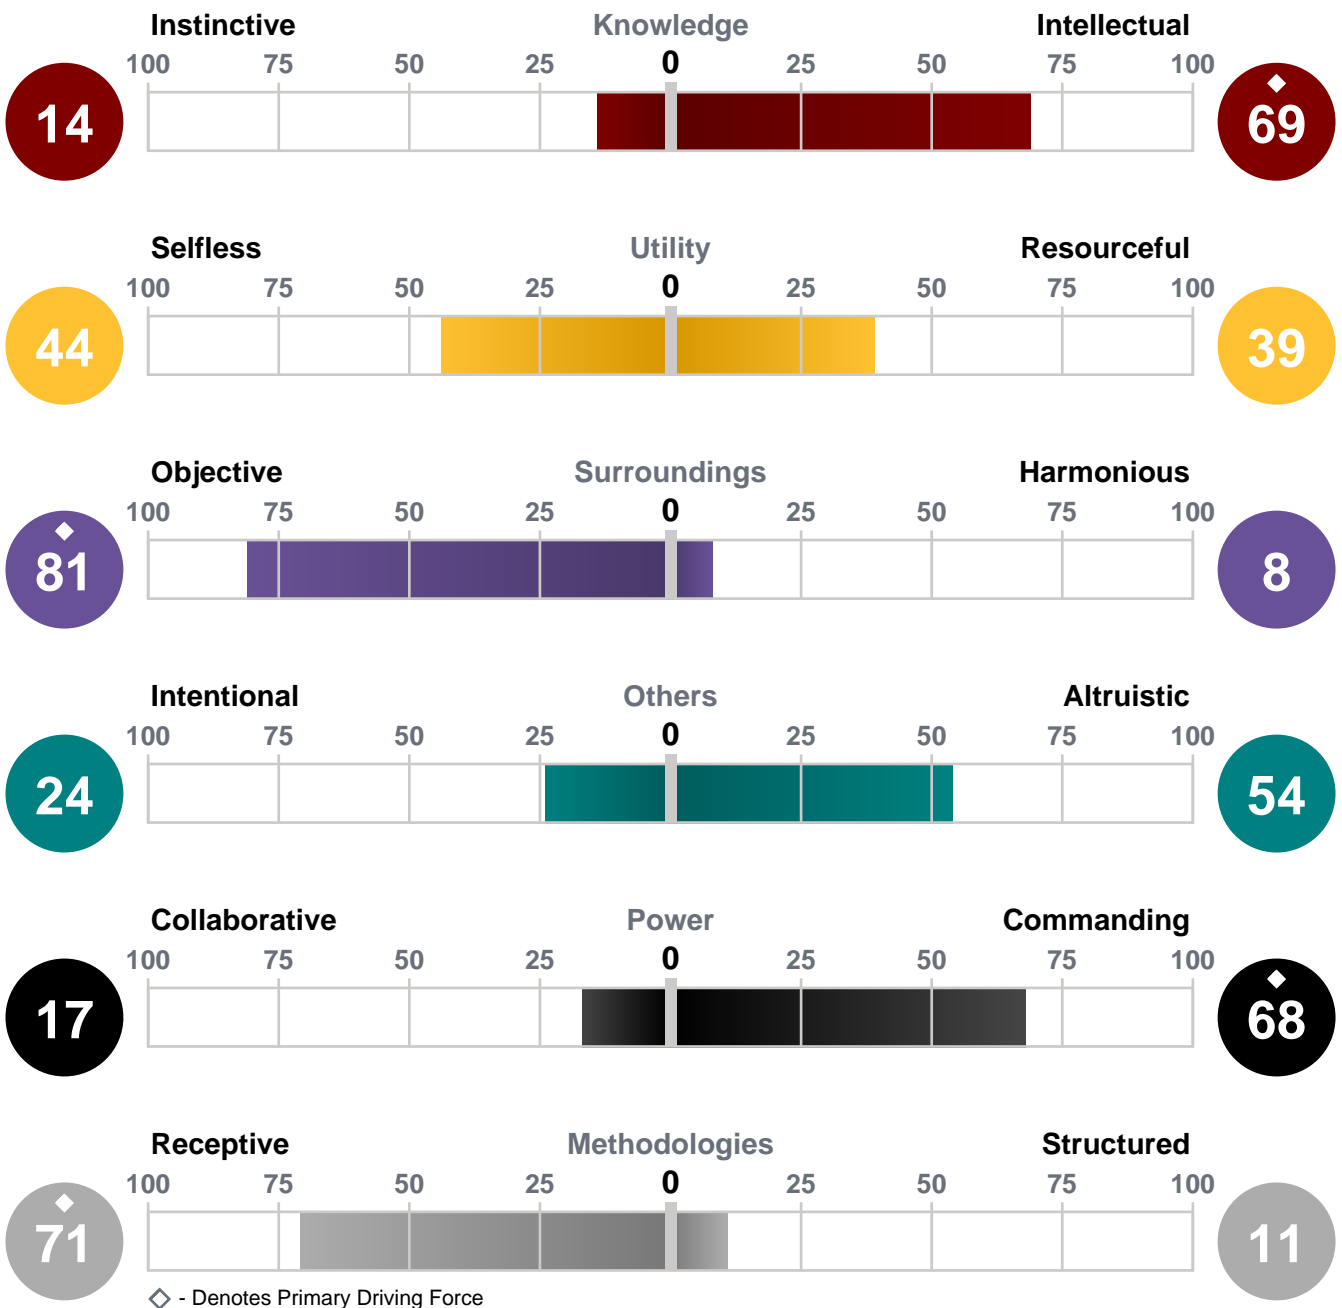 Instinctive Knowledge Intellectual
100 75 50 25 0 25 50 75 100
14 69
Selfless Utility Resourceful
100 75 50 25 0 25 50 75 100
44 39
Objective Surroundings Harmonious
100 75 50 25 0 25 50 75 100
81 8
Intentional Others Altruistic
100 75 50 25 0 25 50 75 100
24 54
Collaborative Power Commanding
100 75 50 25 0 25 50 75 100
17 68
Receptive Methodologies Structured
100 75 50 25 0 25 50 75 100
71 11
- Denotes Primary Driving Force